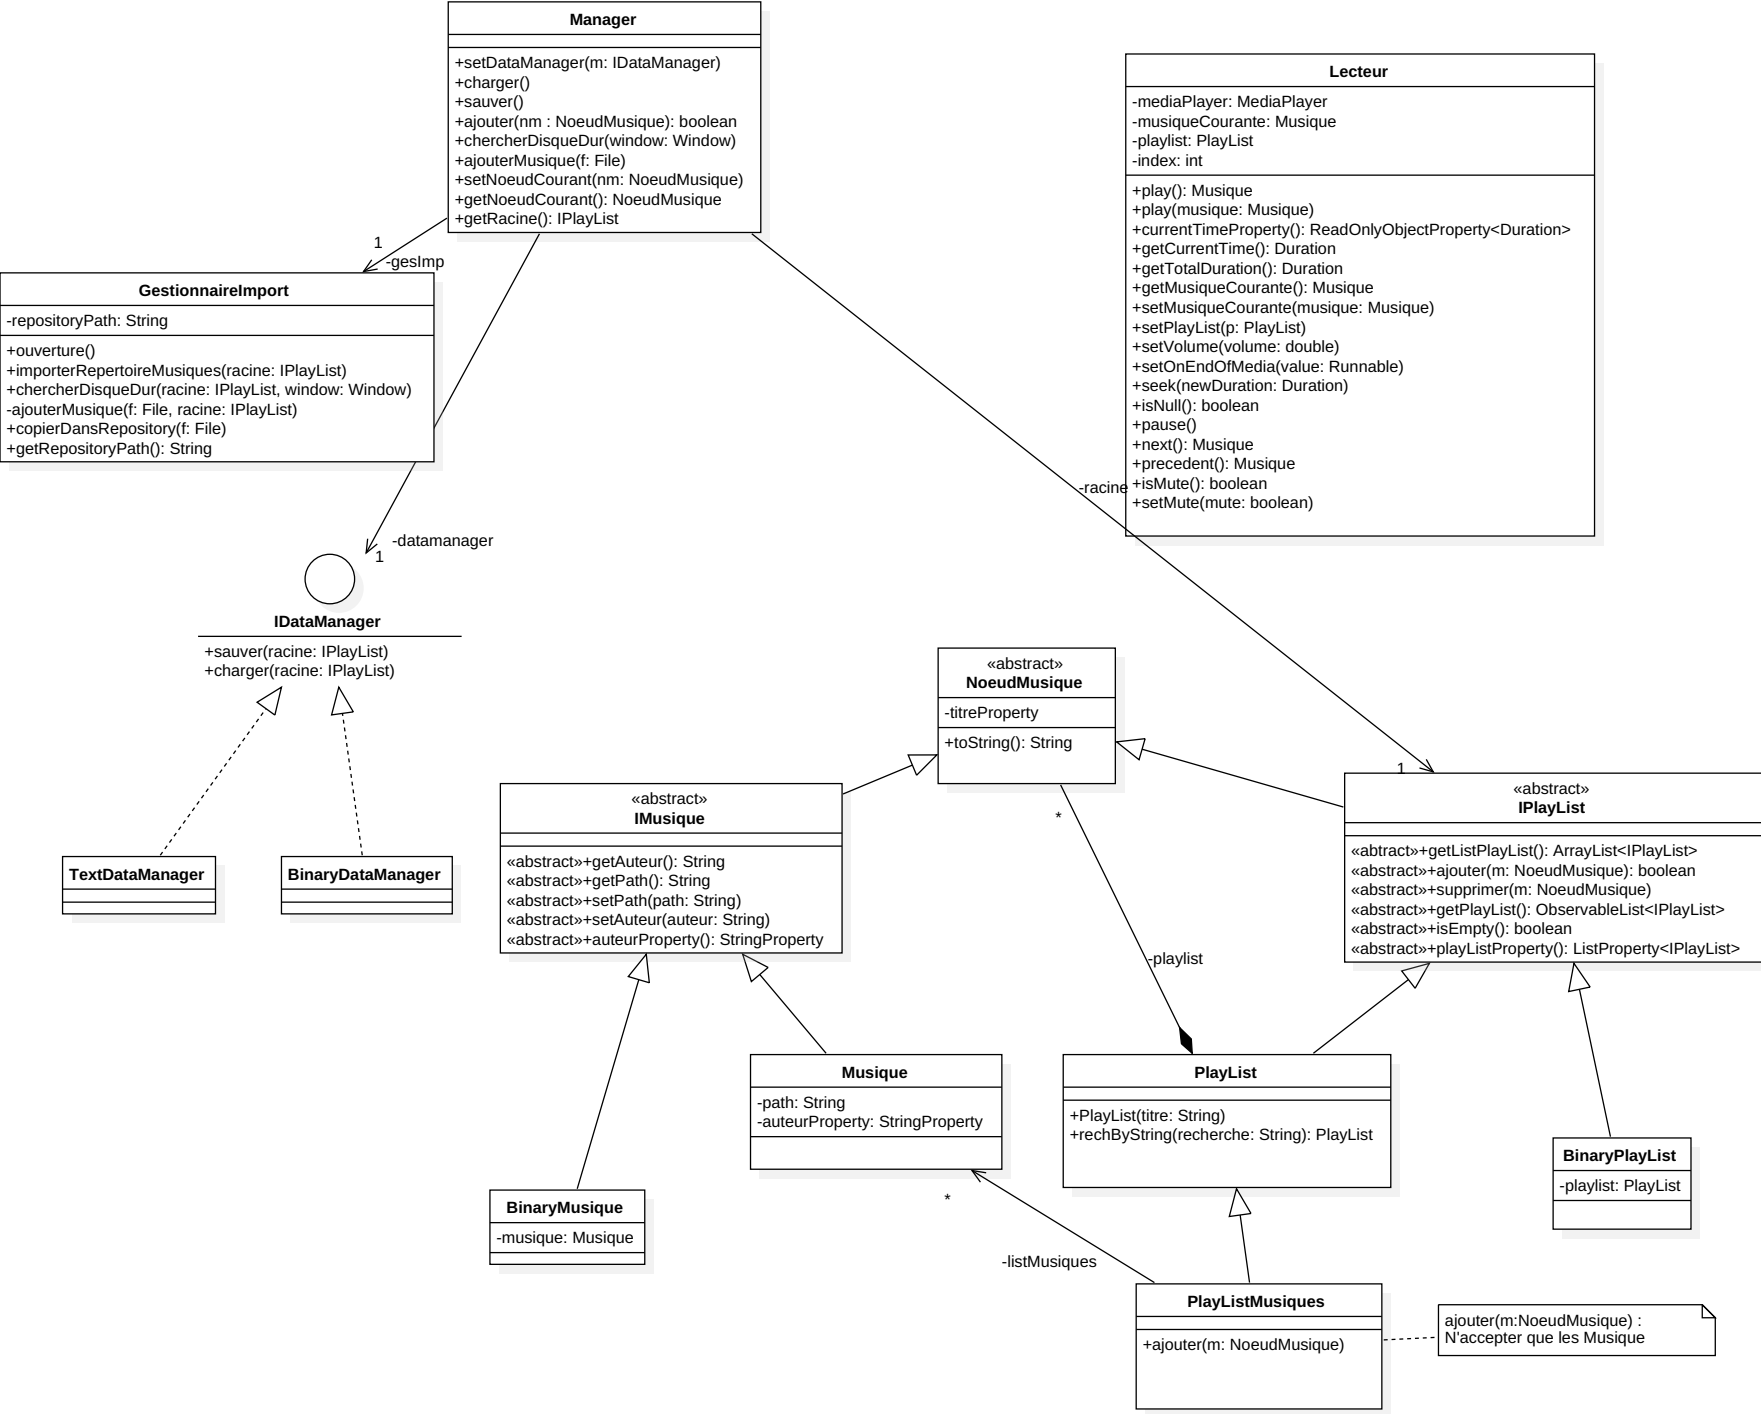 Manager
+setDataManager(m: IDataManager)
+charger()
+sauver()
+ajouter(nm : NoeudMusique): boolean
+chercherDisqueDur(window: Window)
+ajouterMusique(f: File)
+setNoeudCourant(nm: NoeudMusique)
+getNoeudCourant(): NoeudMusique
+getRacine(): IPlayList
Lecteur
-mediaPlayer: MediaPlayer
-musiqueCourante: Musique
-playlist: PlayList
-index: int
+play(): Musique
+play(musique: Musique)
+currentTimeProperty(): ReadOnlyObjectProperty<Duration>
+getCurrentTime(): Duration
+getTotalDuration(): Duration
+getMusiqueCourante(): Musique
+setMusiqueCourante(musique: Musique)
+setPlayList(p: PlayList)
+setVolume(volume: double)
+setOnEndOfMedia(value: Runnable)
+seek(newDuration: Duration)
+isNull(): boolean
+pause()
+next(): Musique
+precedent(): Musique
+isMute(): boolean
+setMute(mute: boolean)
1
-gesImp
GestionnaireImport
-repositoryPath: String
+ouverture()
+importerRepertoireMusiques(racine: IPlayList)
+chercherDisqueDur(racine: IPlayList, window: Window)
-ajouterMusique(f: File, racine: IPlayList)
+copierDansRepository(f: File)
+getRepositoryPath(): String
-racine
-datamanager
1
IDataManager
+sauver(racine: IPlayList)
+charger(racine: IPlayList)
TextDataManager
BinaryDataManager
«abstract»
NoeudMusique
-titreProperty
+toString(): String
«abstract»
IMusique
«abstract»+getAuteur(): String
«abstract»+getPath(): String
«abstract»+setPath(path: String)
«abstract»+setAuteur(auteur: String)
«abstract»+auteurProperty(): StringProperty
1
«abstract»
IPlayList
«abtract»+getListPlayList(): ArrayList<IPlayList>
«abstract»+ajouter(m: NoeudMusique): boolean
«abstract»+supprimer(m: NoeudMusique)
«abstract»+getPlayList(): ObservableList<IPlayList>
«abstract»+isEmpty(): boolean
«abstract»+playListProperty(): ListProperty<IPlayList>
*
-playlist
Musique
-path: String
-auteurProperty: StringProperty
PlayList
+PlayList(titre: String)
+rechByString(recherche: String): PlayList
BinaryPlayList
-playlist: PlayList
BinaryMusique
-musique: Musique
*
-listMusiques
PlayListMusiques
+ajouter(m: NoeudMusique)
ajouter(m:NoeudMusique) :
N'accepter que les Musique